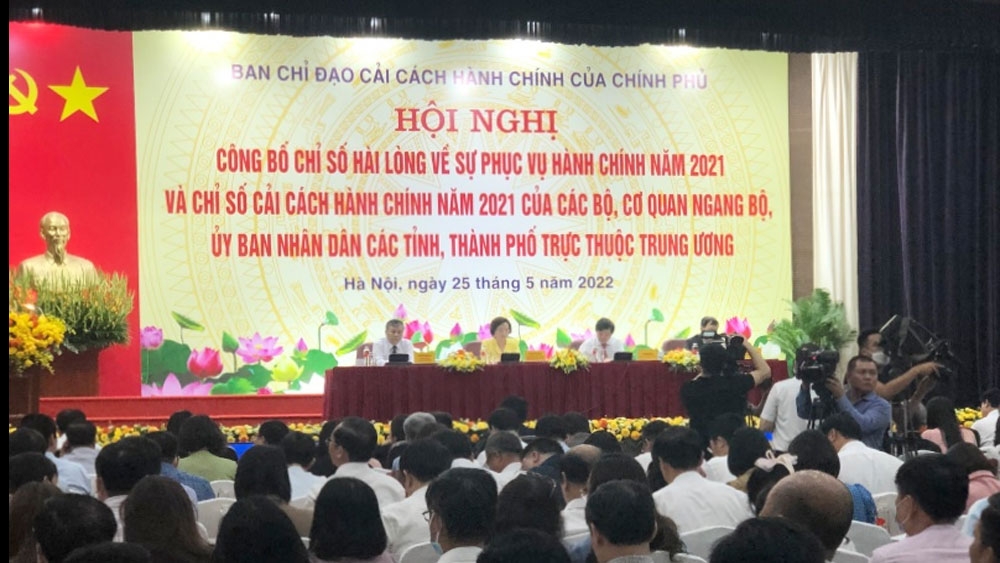 BAN CHỈ ĐẠO CẢI CÁCH HÀNH CHÍNH CỦA CHÍNH PHỦ
HỘI NGHỊ
CÔNG BỐ CHỈ SỐ HÀI LÒNG VỀ SỰ PHỤC VỤ HÀNH CHÍNH NĂM 2021
VÀ CHỈ SỐ CẢI CÁCH HÀNH CHÍNH NĂM 2021 CỦA CÁC BỘ, CƠ QUAN NGANG BỘ,
ỦY BAN NHÂN DÂN CÁC TỈNH, THÀNH PHỐ TRỰC THUỘC TRUNG ƯƠNG
Hà Nội, ngày 25 tháng 5 năm 2022